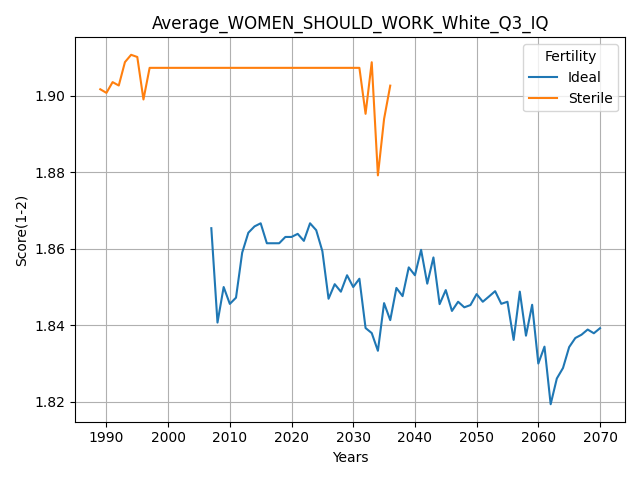 Average_WOMEN_SHOULD_WORK_White_Q3_IQ
Fertility
Ideal
Sterile
Score(1-2)
1.90
1.88
1.86
1.84
1.82
1990 2000 2010 2020 2030 2040 2050 2060 2070
Years